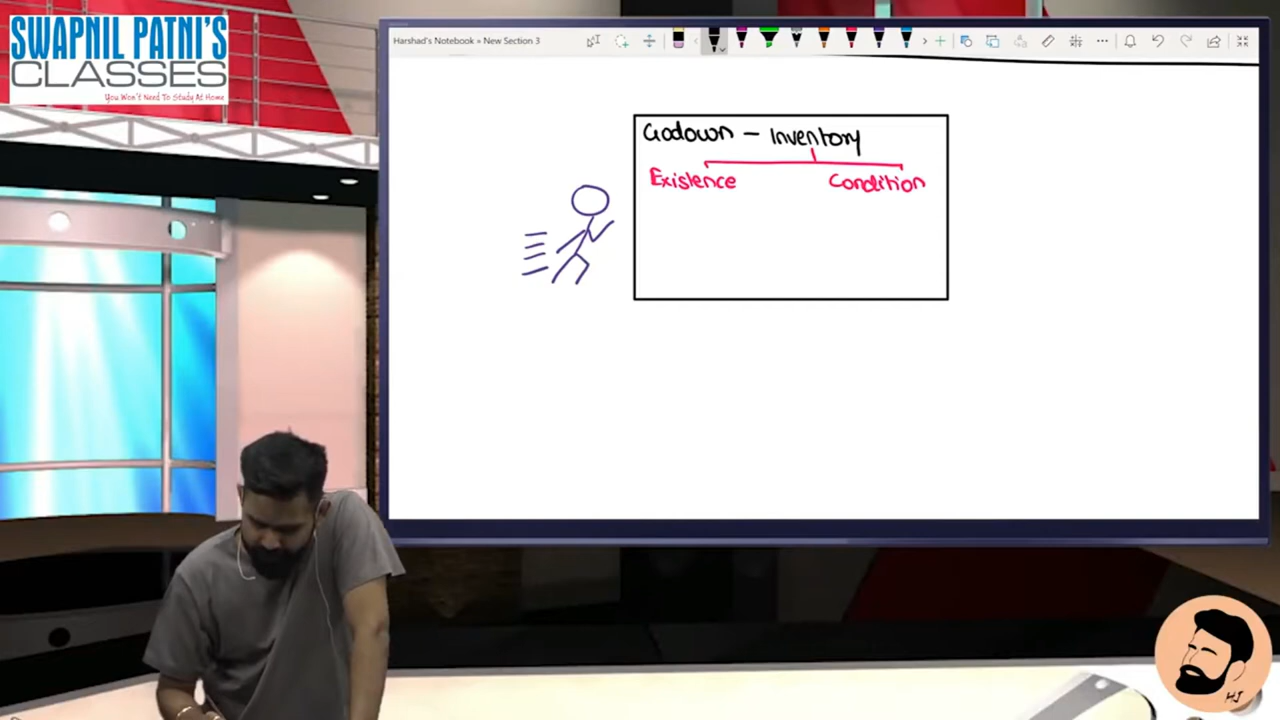 SWAPNIL PATNI'S
CLASSES
You Won't Need To Study At Home
Harshad's Notebook » New Section 3
Godown – Inventory
Existence Condition
HJ